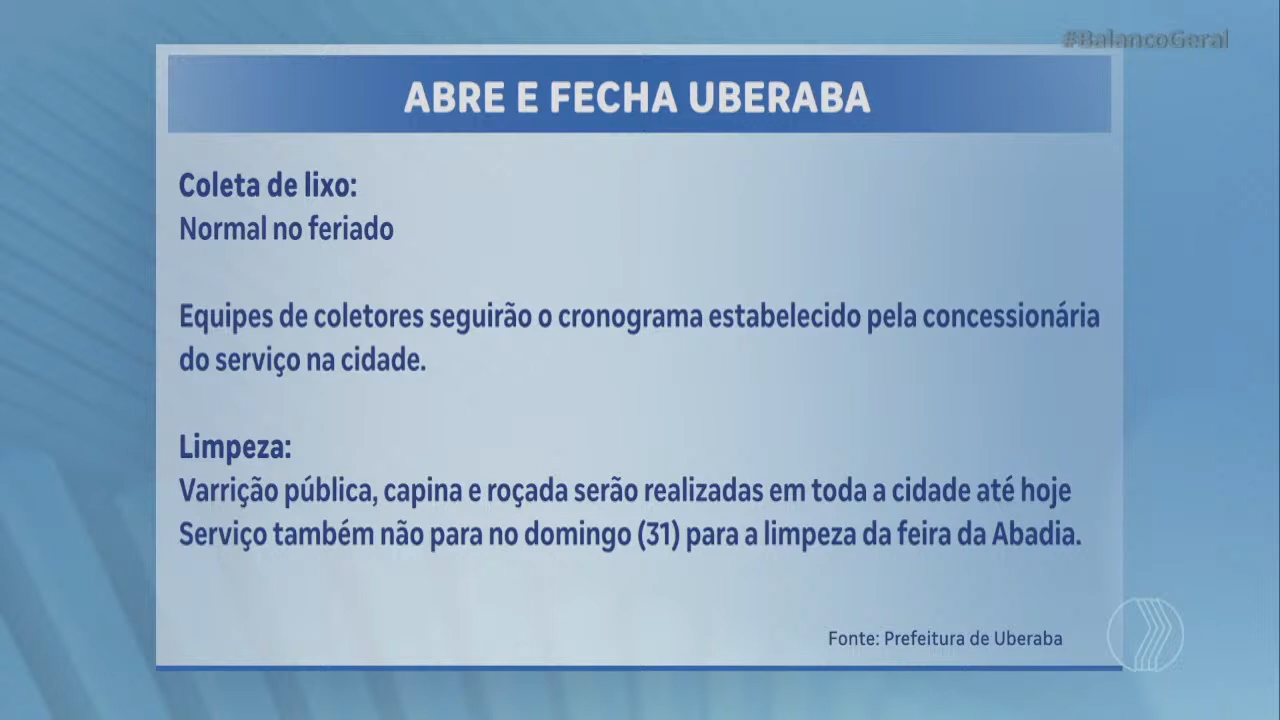 #BalancoGeral
ABRE E FECHA UBERABA
Coleta de lixo:
Normal no feriado
Equipes de coletores seguirão o cronograma estabelecido pela concessionária
do serviço na cidade.
Limpeza:
Varrição pública, capina e roçada serão realizadas em toda a cidade até hoje
Serviço também não para no domingo (31) para a limpeza da feira da Abadia.
Fonte: Prefeitura de Uberaba